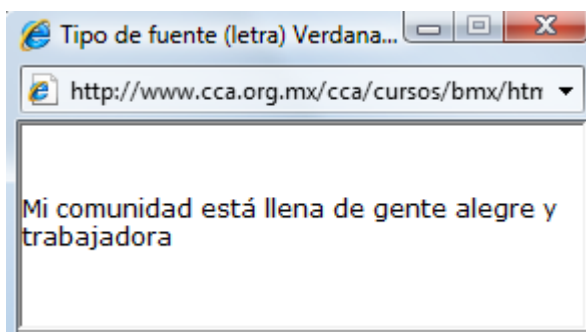 Tipo de fuente (letra) Verdana...
http://www.cca.org.mx/cca/cursos/bmx/htn
Mi comunidad está llena de gente alegre y
trabajadora